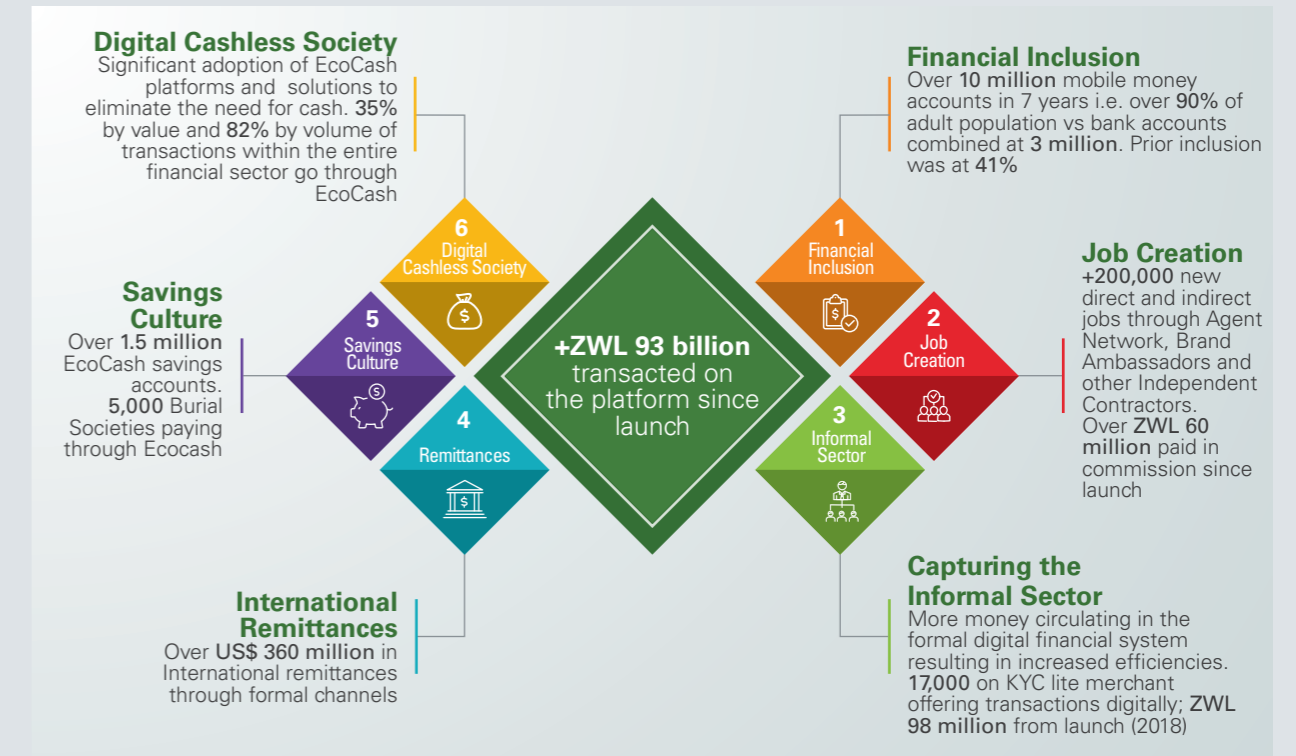 Digital Cashless Society
Significant adoption of EcoCash
platforms and solutions to
eliminate the need for cash. 35%
by value and 82% by volume of
transactions within the entire
financial sector go through
EcoCash
Financial Inclusion
Over 10 million mobile money
accounts in 7 years i.e. over 90% of
adult population vs bank accounts
combined at 3 million. Prior inclusion
was at 41%
6
Digital
Cashless Society
$
1
Financial
Inclusion
$
Savings
Culture
Over 1.5 million
EcoCash savings
accounts.
5,000 Burial
Societies paying
through Ecocash
5
Savings
Culture
$
+ZWL 93 billion
transacted on
the platform since
launch
2
Job
Creation
Job Creation
+200,000 new
direct and indirect
jobs through Agent
Network, Brand
Ambassadors and
other Independent
Contractors.
Over ZWL 60
million paid in
commission since
launch
4
Remittances
$
3
Informal
Sector
International
Remittances
Over US$ 360 million in
International remittances
through formal channels
Capturing the
Informal Sector
More money circulating in the
formal digital financial system
resulting in increased efficiencies.
17,000 on KYC lite merchant
offering transactions digitally; ZWL
98 million from launch (2018)